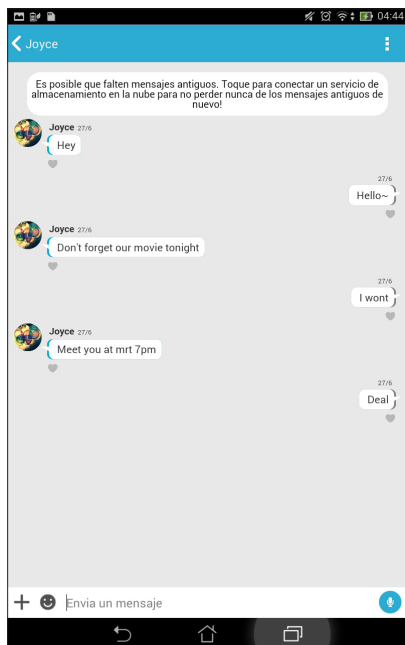 04:44
Joyce
Es posible que falten mensajes antiguos. Toque para conectar un servicio de
almacenamiento en la nube para no perder nunca de los mensajes antiguos de
nuevo!
Joyce 27/6
Hey
27/6
Hello~
Joyce 27/6
Don't forget our movie tonight
27/6
I wont
Joyce 27/6
Meet you at mrt 7pm
27/6
Deal
Envia un mensaje